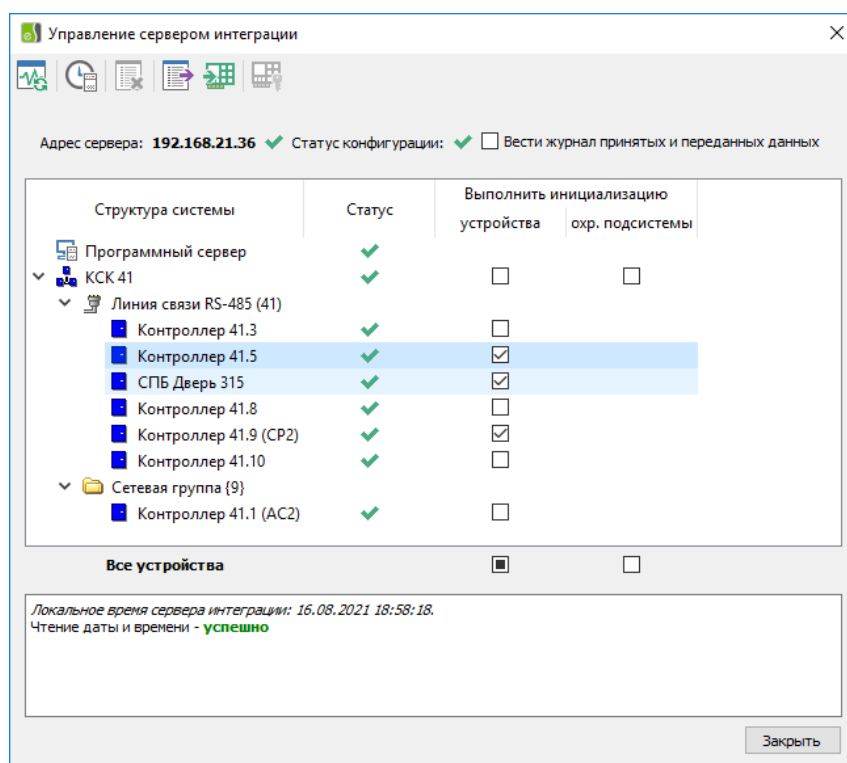 Управление сервером интеграции
Адрес сервера: 192.168.21.36 Статус конфигурации: Вести журнал принятых и переданных данных
Структура системы Статус Выполнить инициализацию
устройства охр. подсистемы
Программный сервер
КСК 41
Линия связи RS-485 (41)
Контроллер 41.3
Контроллер 41.5
СПБ Дверь 315
Контроллер 41.8
Контроллер 41.9 (CP2)
Контроллер 41.10
Сетевая группа {9}
Контроллер 41.1 (AC2)
Все устройства
Локальное время сервера интеграции: 16.08.2021 18:58:18.
Чтение даты и времени - успешно
Закрыть